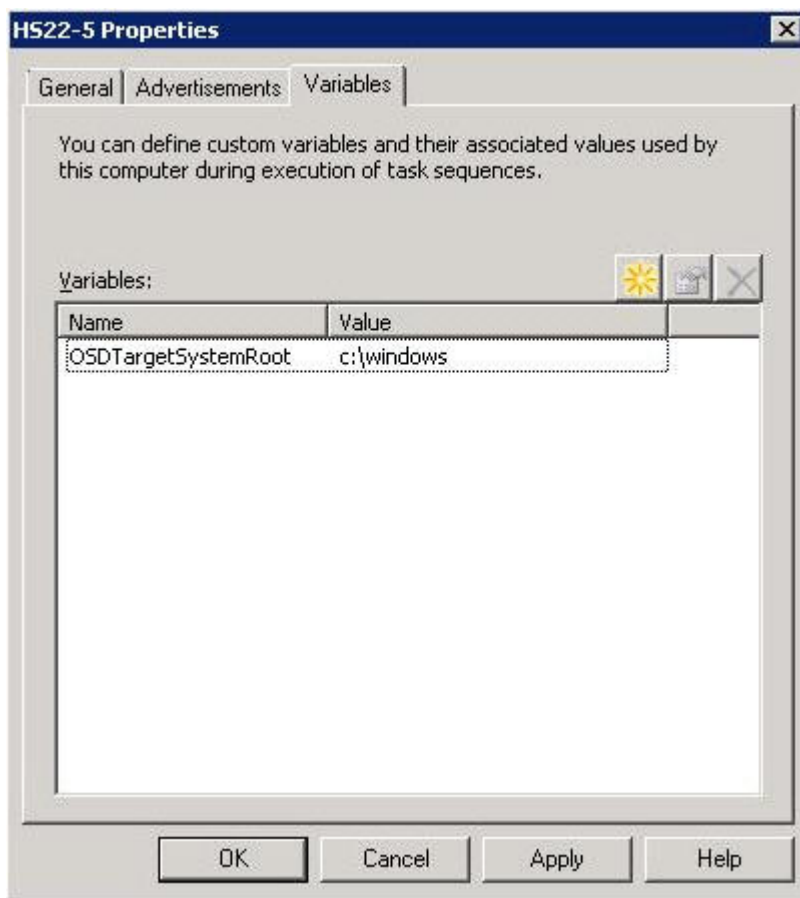 HS22-5 Properties
General
Advertisements
Variables
You can define custom variables and their associated values used by
this computer during execution of task sequences.
Variables:
Name Value
OSDTargetSystemRoot c:\windows
OK Cancel Apply Help